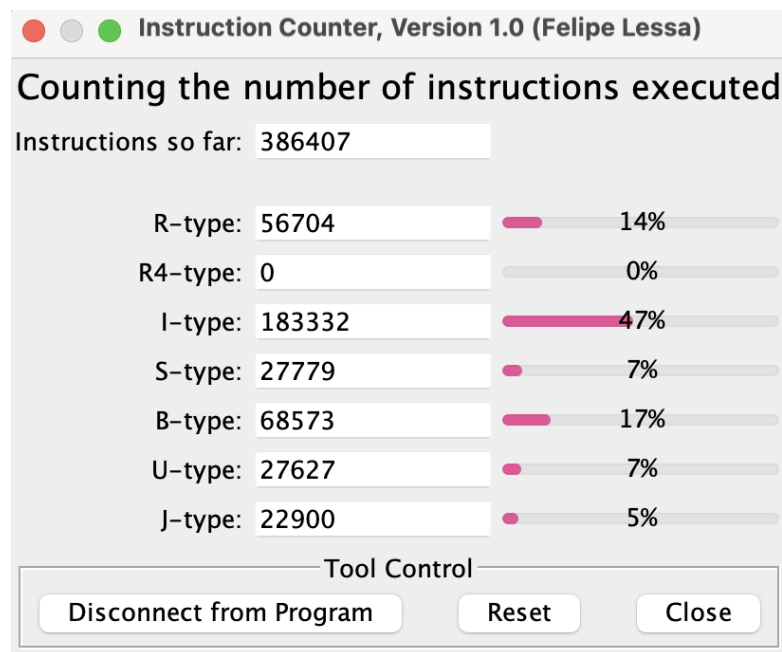 Instruction Counter, Version 1.0 (Felipe Lessa)
Counting the number of instructions executed
Instructions so far: 386407
R-type: 56704 14%
R4-type: 0 0%
I-type: 183332 47%
S-type: 27779 7%
B-type: 68573 17%
U-type: 27627 7%
J-type: 22900 5%
Tool Control
Disconnect from Program Reset Close